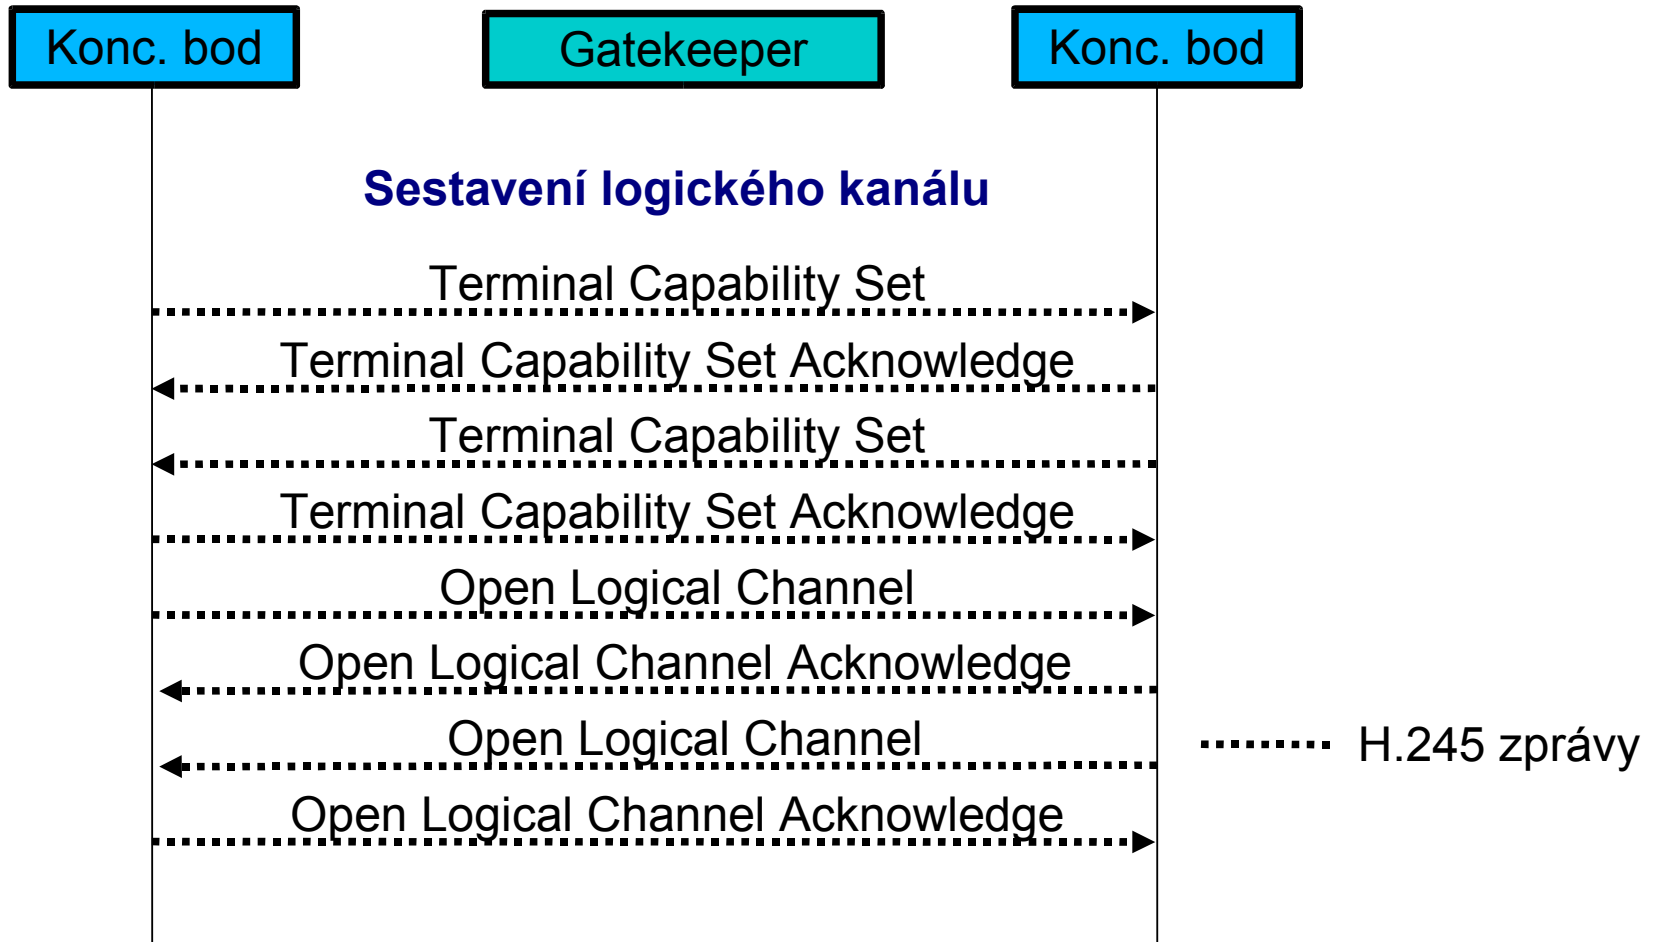 Konc. bod
Gatekeeper
Konc. bod
Sestavení logického kanálu
Terminal Capability Set
Terminal Capability Set Acknowledge
Terminal Capability Set
Terminal Capability Set Acknowledge
Open Logical Channel
Open Logical Channel Acknowledge
Open Logical Channel
H.245 zprávy
Open Logical Channel Acknowledge